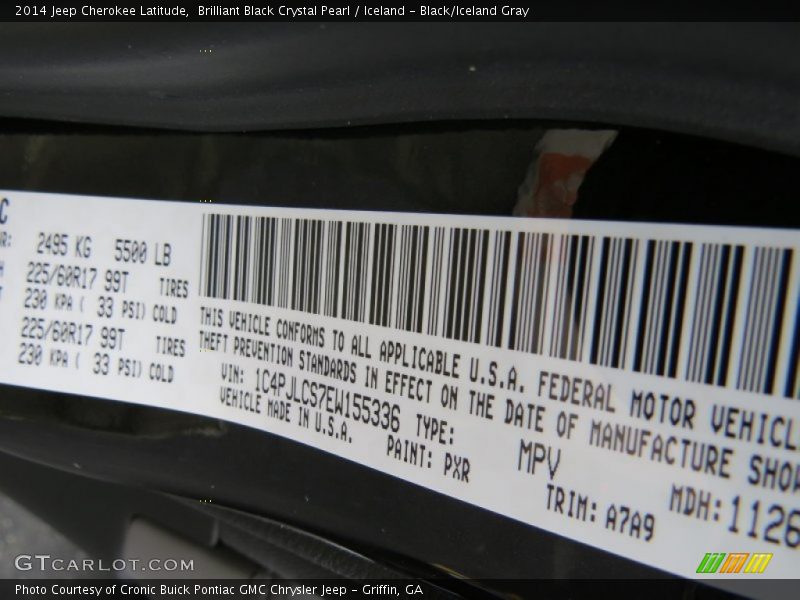 2014 Jeep Cherokee Latitude, Brilliant Black Crystal Pearl / Iceland - Black/Iceland Gray
2495 KG 5500 LB
225/60R17 99T TIRES
230 KPA ( 33 PSI) COLD
225/60R17 99T TIRES
230 KPA ( 33 PSI) COLD
THIS VEHICLE CONFORMS TO ALL APPLICABLE U.S.A. FEDERAL MOTOR VEHICL
THEFT PREVENTION STANDARDS IN EFFECT ON THE DATE OF MANUFACTURE SHOW
VIN: 1C4PJLCS7EW155336 TYPE: MPV MDH: 1126
VEHICLE MADE IN U.S.A. PAINT: PXR TRIM: A7A9
GTCARLOT.COM
Photo Courtesy of Cronic Buick Pontiac GMC Chrysler Jeep - Griffin, GA